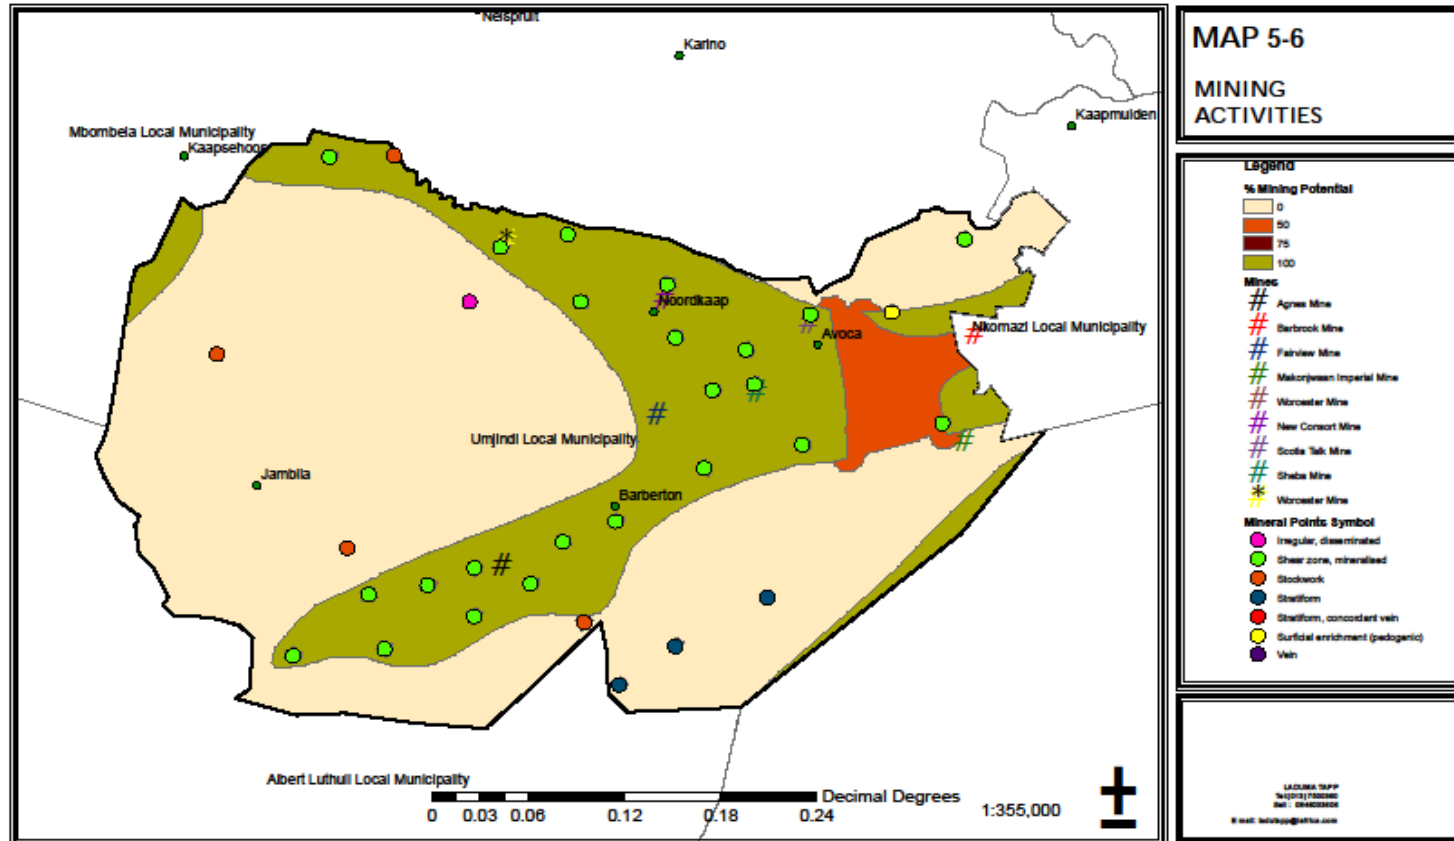 Nelspruit
Karino
Kaapmuiden
Mbombela Local Municipality
Kaapsehoop
Noordkaap
Avoca
Nkomazi Local Municipality
Umjindi Local Municipality
Jambila
Barberton
Albert Luthuli Local Municipality
Decimal Degrees
0 0.03 0.06 0.12 0.18 0.24
1:355,000
MAP 5-6
MINING
ACTIVITIES
Legend
% Mining Potential
0
50
75
100
Mines
# Agnes Mine
# Barbrook Mine
# Fairview Mine
# Makonjwaan Imperial Mine
# Worcester Mine
# New Consort Mine
# Scotia Talk Mine
# Sheba Mine
# Worcester Mine
Mineral Points Symbol
Irregular, disseminated
Shear zone, mineralised
Stockwork
Stratiform
Stratiform, concordant vein
Surficial enrichment (pedogenic)
Vein
LADUMA TAPP